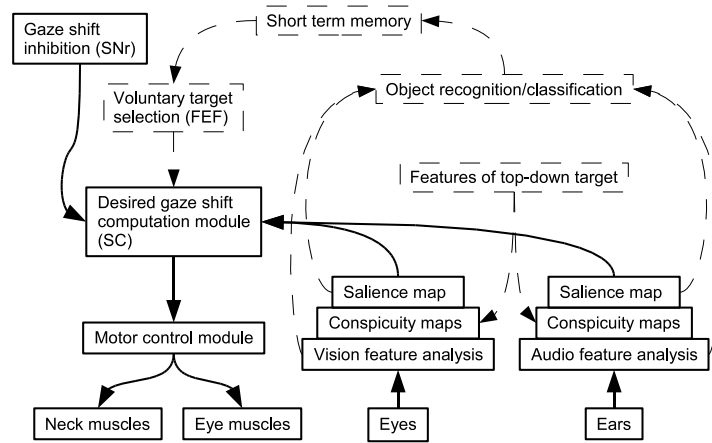 Short term memory
Gaze shift
inhibition (SNr)
Voluntary target
selection (FEF)
Object recognition/classification
Features of top-down target
Desired gaze shift
computation module
(SC)
Salience map
Conspicuity maps
Vision feature analysis
Salience map
Conspicuity maps
Audio feature analysis
Motor control module
Neck muscles
Eye muscles
Eyes
Ears